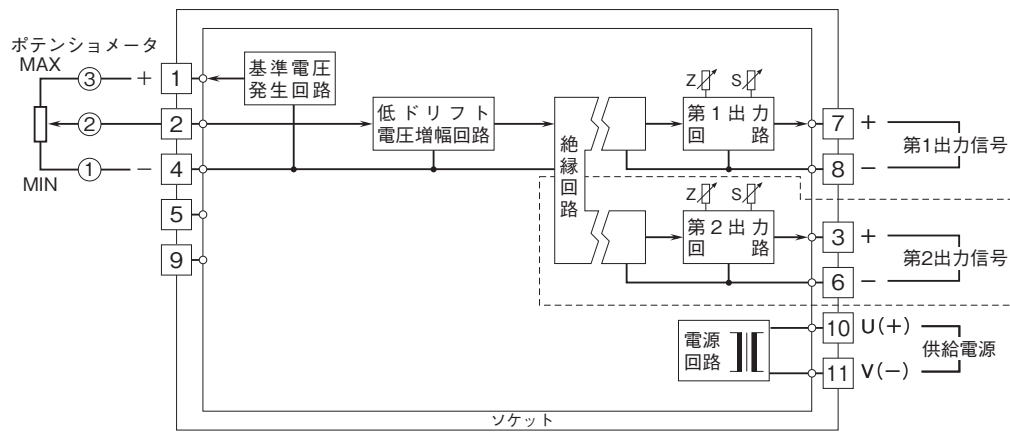 ポテンショメータ
MAX
③
+
1
②
2
①
−
4
MIN
5
9
基準電圧
発生回路
低ドリフト
電圧増幅回路
絶縁回路
Z
S
第1出力
回路
7
+
8
−
第1出力信号
Z
S
第2出力
回路
3
+
6
−
第2出力信号
電源
回路
10
U(+)
11
V(−)
供給電源
ソケット